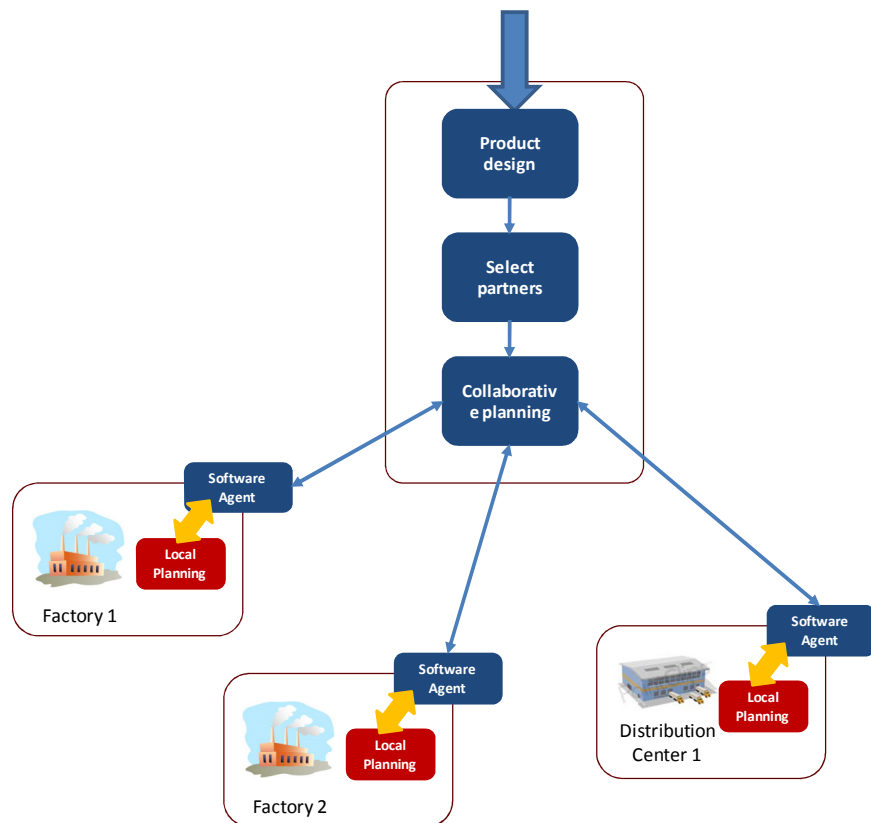 Product
design
Select
partners
Collaborativ
e planning
Software
Agent
Local
Planning
Factory 1
Software
Agent
Local
Planning
Factory 2
Software
Agent
Local
Planning
Distribution
Center 1